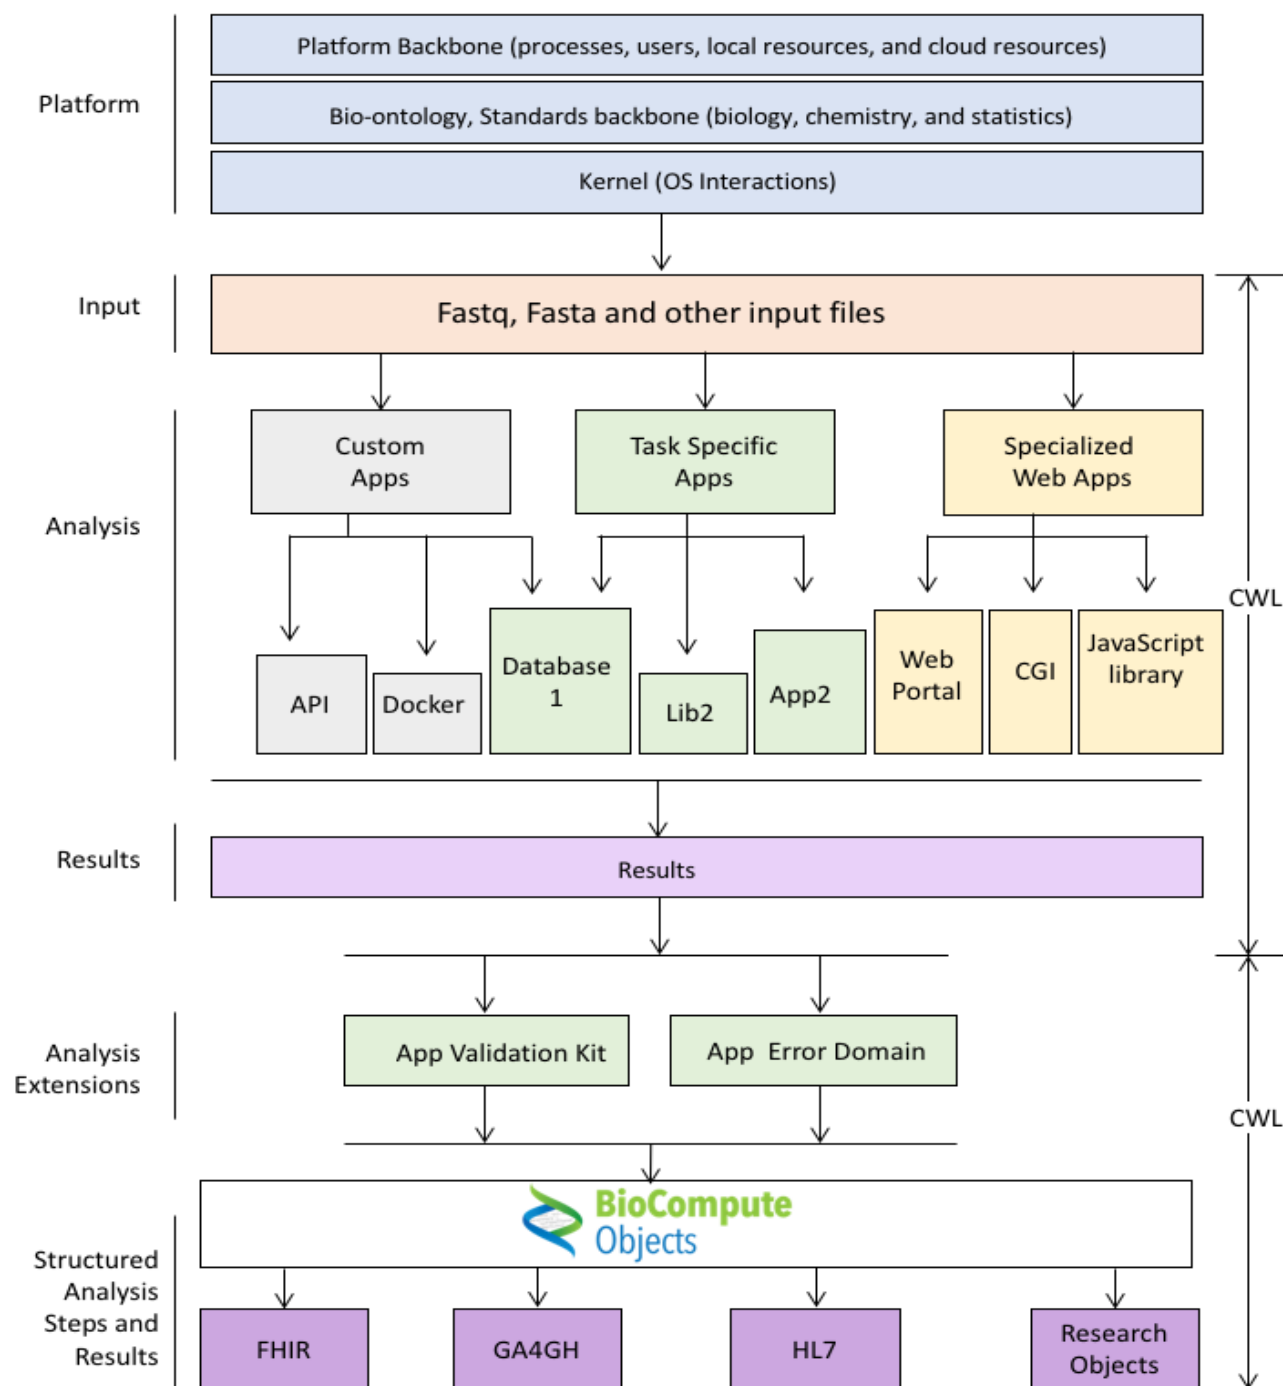 Platform Backbone (processes, users, local resources, and cloud resources)
Platform
Bio-ontology, Standards backbone (biology, chemistry, and statistics)
Kernel (OS Interactions)
Input
Fastq, Fasta and other input files
Custom
Apps
Task Specific
Apps
Specialized
Web Apps
Analysis
CWL
API
Docker
Database
1
Lib2
App2
Web
Portal
CGI
JavaScript
library
Results
Results
Analysis
Extensions
App Validation Kit
App Error Domain
CWL
BioCompute
Objects
Structured
Analysis
Steps and
Results
FHIR
GA4GH
HL7
Research
Objects